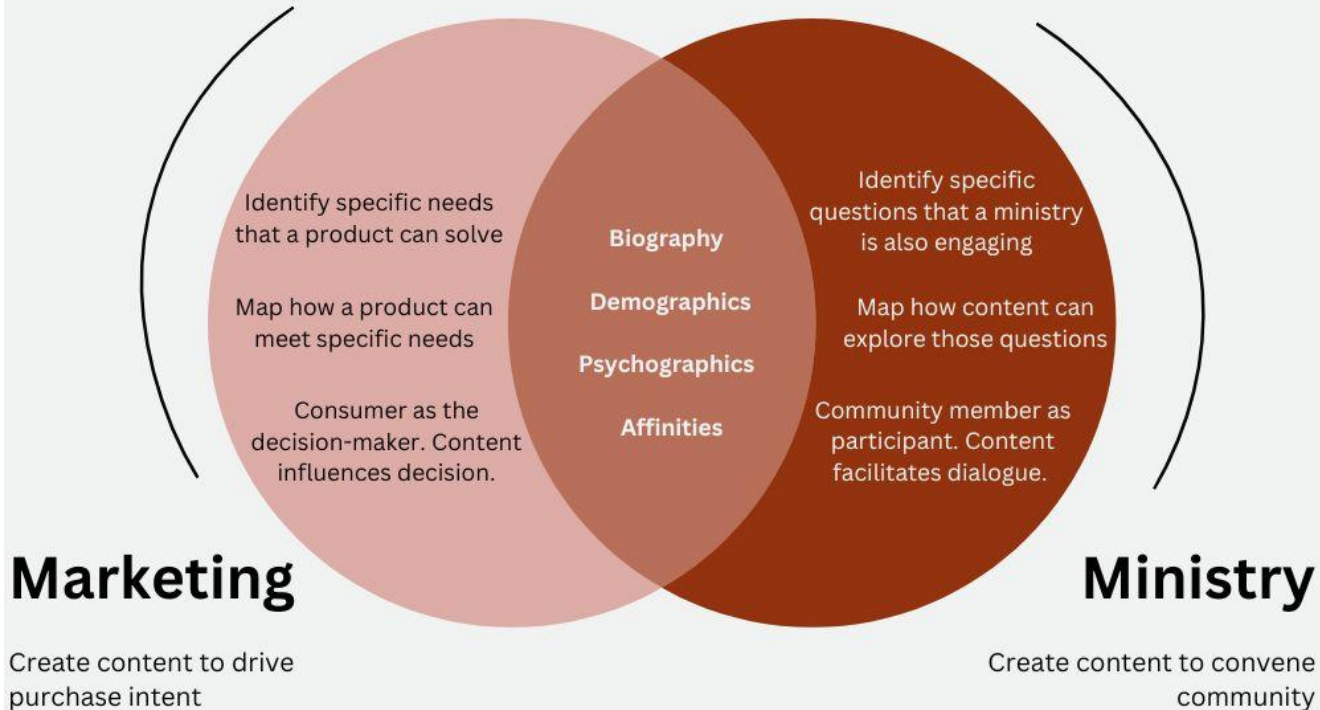 Identify specific needs
that a product can solve
Map how a product can
meet specific needs
Consumer as the
decision-maker. Content
influences decision.
Biography
Demographics
Psychographics
Affinities
Identify specific
questions that a ministry
is also engaging
Map how content can
explore those questions
Community member as
participant. Content
facilitates dialogue.
Marketing
Create content to drive
purchase intent
Ministry
Create content to convene
community